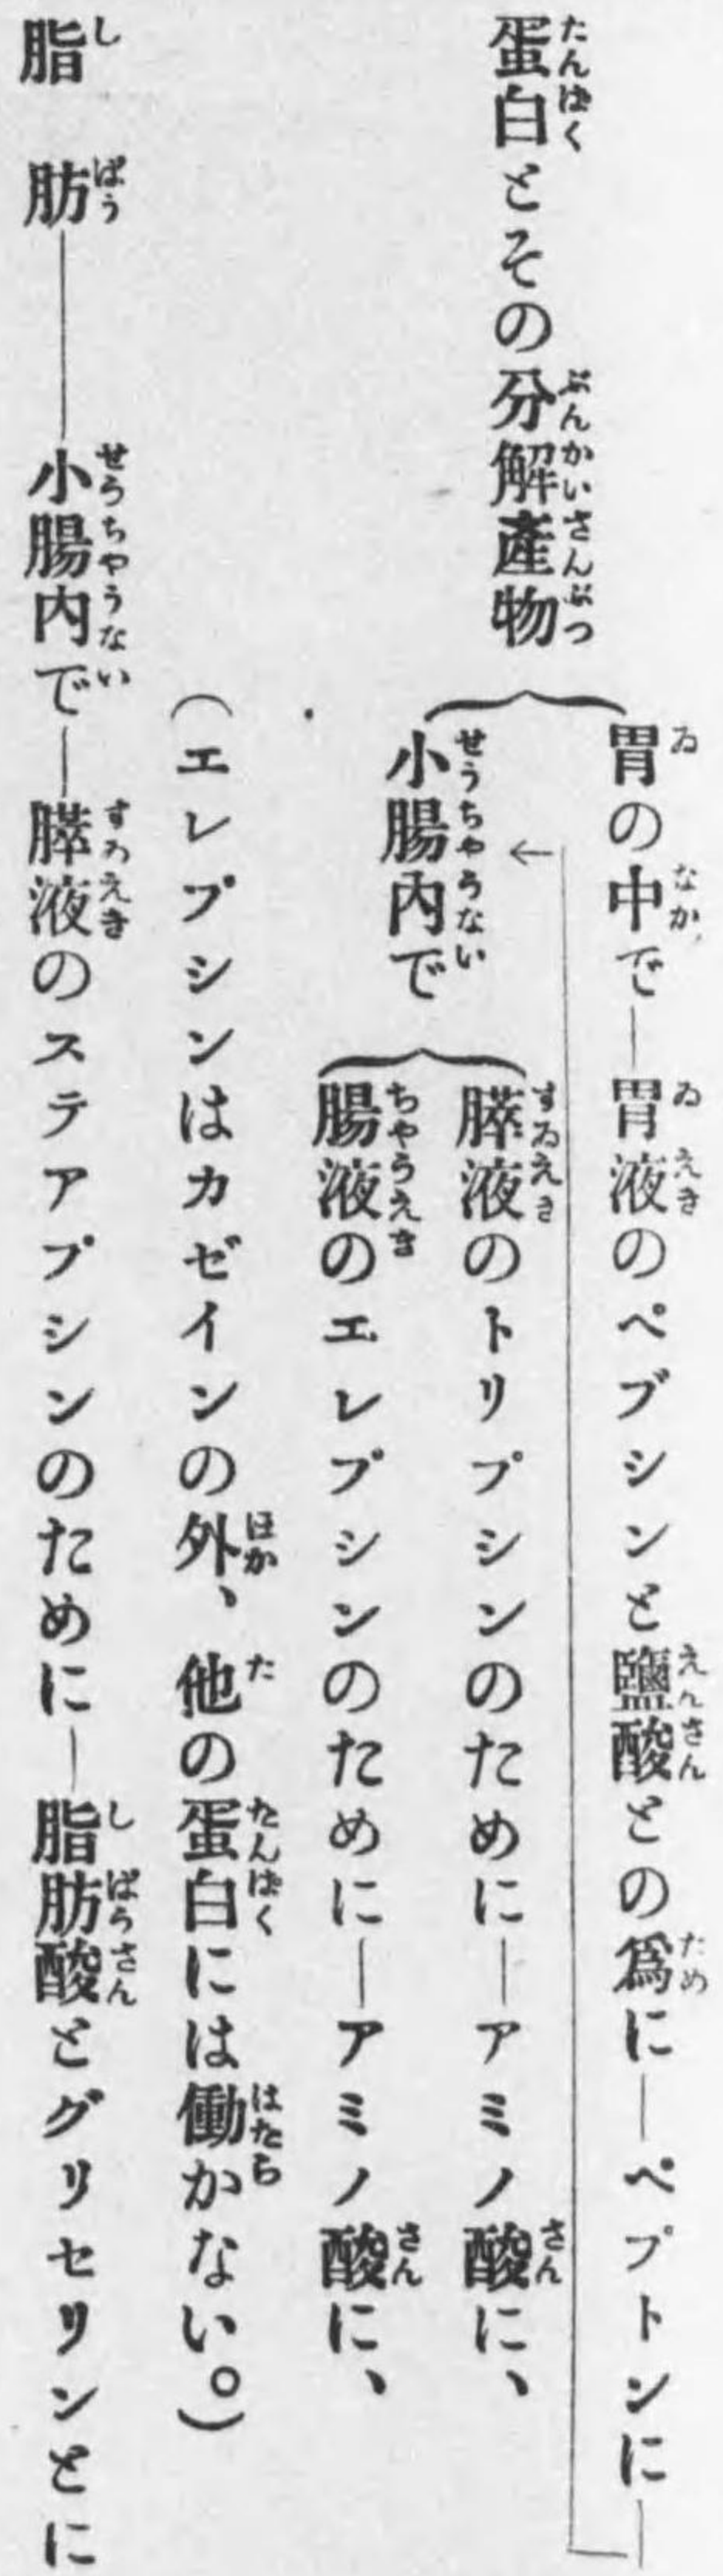 蛋白とその分解産物
胃の中で―胃液のペプシンと鹽酸との爲に―ペプトンに―
小腸内で
膵液のトリプシンのために―アミノ酸に、
腸液のエレプシンのために―アミノ酸に、
（エレプシンはカゼインの外、他の蛋白には働かない。）
脂肪―小腸内で―膵液のステアプシンのために―脂肪酸とグリセリンとに